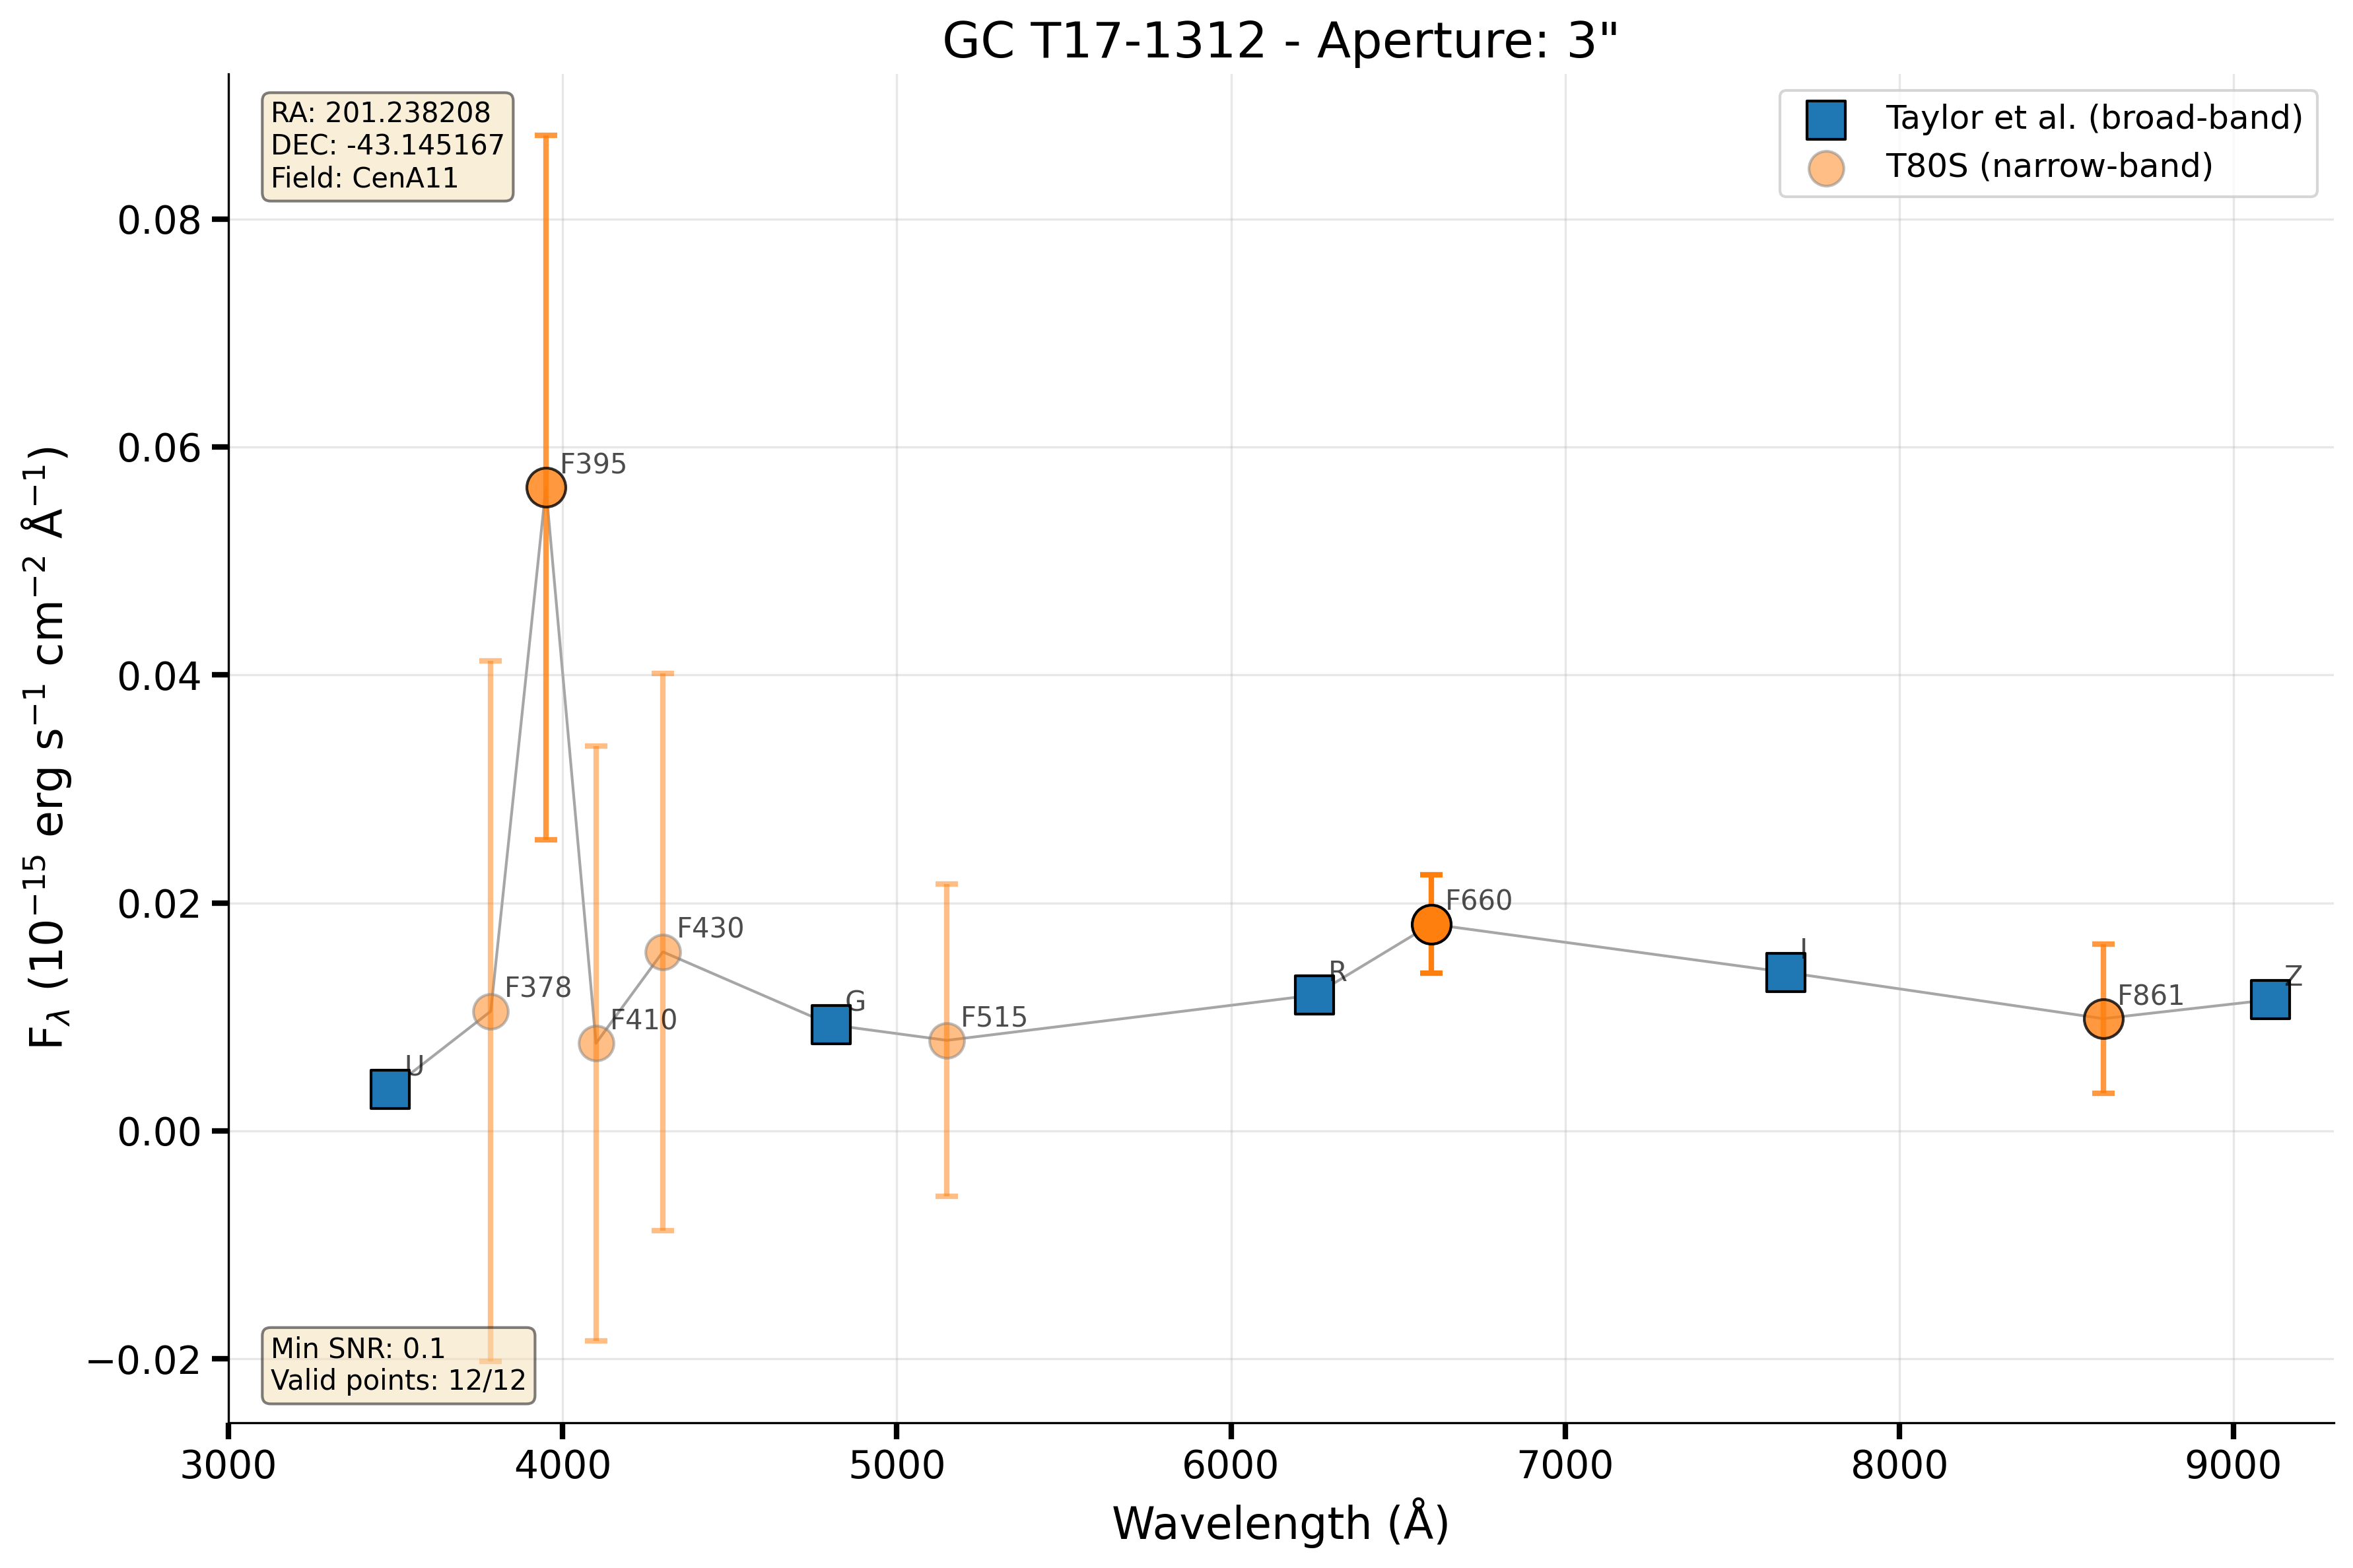 GC T17-1312 - Aperture: 3"
RA: 201.238208
DEC: -43.145167
Field: CenA11
Taylor et al. (broad-band)
T80S (narrow-band)
F_λ (10⁻¹⁵ erg s⁻¹ cm⁻² Å⁻¹)
0.08
0.06
0.04
0.02
0.00
−0.02
F395
F430
F378
F410
U
G
F515
R
F660
I
F861
Z
Min SNR: 0.1
Valid points: 12/12
3000
4000
5000
6000
7000
8000
9000
Wavelength (Å)